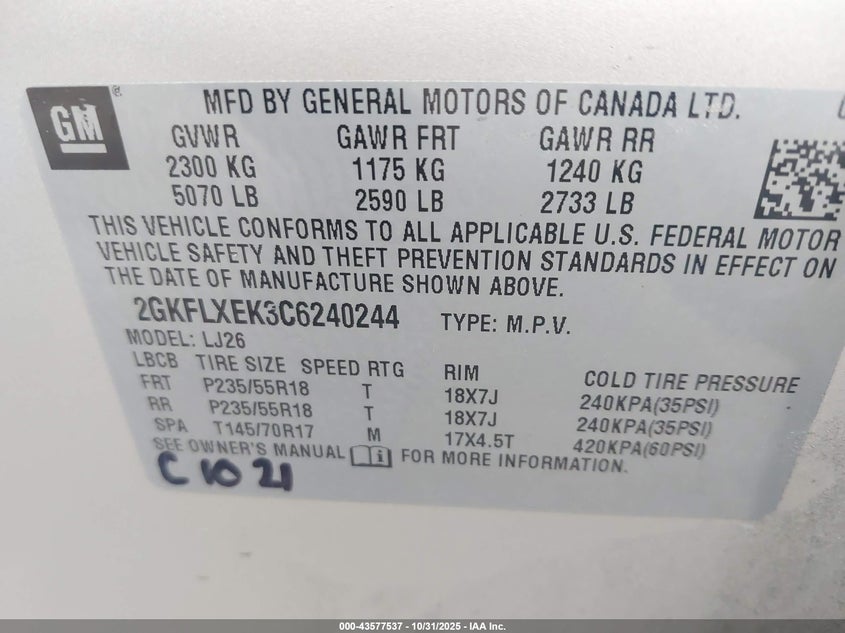 GM®
MFD BY GENERAL MOTORS OF CANADA LTD.
GVWR GAWR FRT GAWR RR
2300 KG 1175 KG 1240 KG
5070 LB 2590 LB 2733 LB
THIS VEHICLE CONFORMS TO ALL APPLICABLE U.S. FEDERAL MOTOR
VEHICLE SAFETY AND THEFT PREVENTION STANDARDS IN EFFECT ON
THE DATE OF MANUFACTURE SHOWN ABOVE.
2GKFLXEK3C6240244 TYPE: M.P.V.
MODEL: LJ26
LBCB TIRE SIZE SPEED RTG RIM COLD TIRE PRESSURE
FRT P235/55R18 T 18X7J 240KPA(35PSI)
RR P235/55R18 T 18X7J 240KPA(35PSI)
SPA T145/70R17 M 17X4.5T 420KPA(60PSI)
SEE OWNER'S MANUAL FOR MORE INFORMATION.
C 10 21
000-43577537 - 10/31/2025 - IAA Inc.